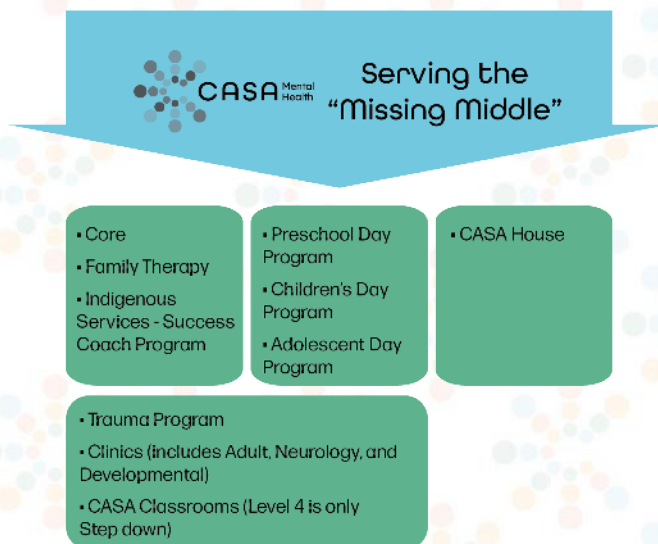 CASA Mental Health
Serving the
“Missing Middle”
▪ Core
▪ Family Therapy
▪ Indigenous
Services - Success
Coach Program
▪ Preschool Day
Program
▪ Children's Day
Program
▪ Adolescent Day
Program
▪ CASA House
▪ Trauma Program
▪ Clinics (includes Adult, Neurology, and
Developmental)
▪ CASA Classrooms (Level 4 is only
Step down)